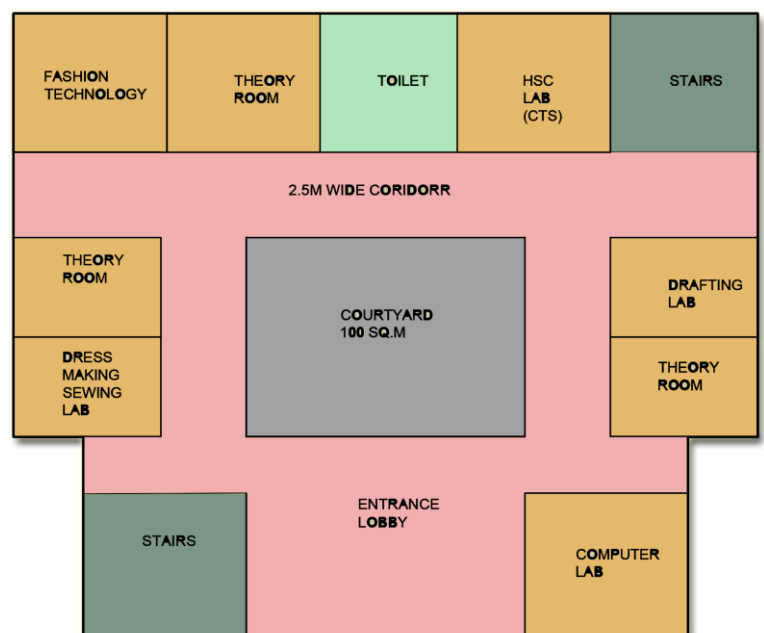 FASHION
TECHNOLOGY
THEORY
ROOM
TOILET
HSC
LAB
(CTS)
STAIRS
2.5M WIDE CORIDORR
THEORY
ROOM
COURTYARD
100 SQ.M
DRAFTING
LAB
DRESS
MAKING
SEWING
LAB
THEORY
ROOM
ENTRANCE
LOBBY
STAIRS
COMPUTER
LAB